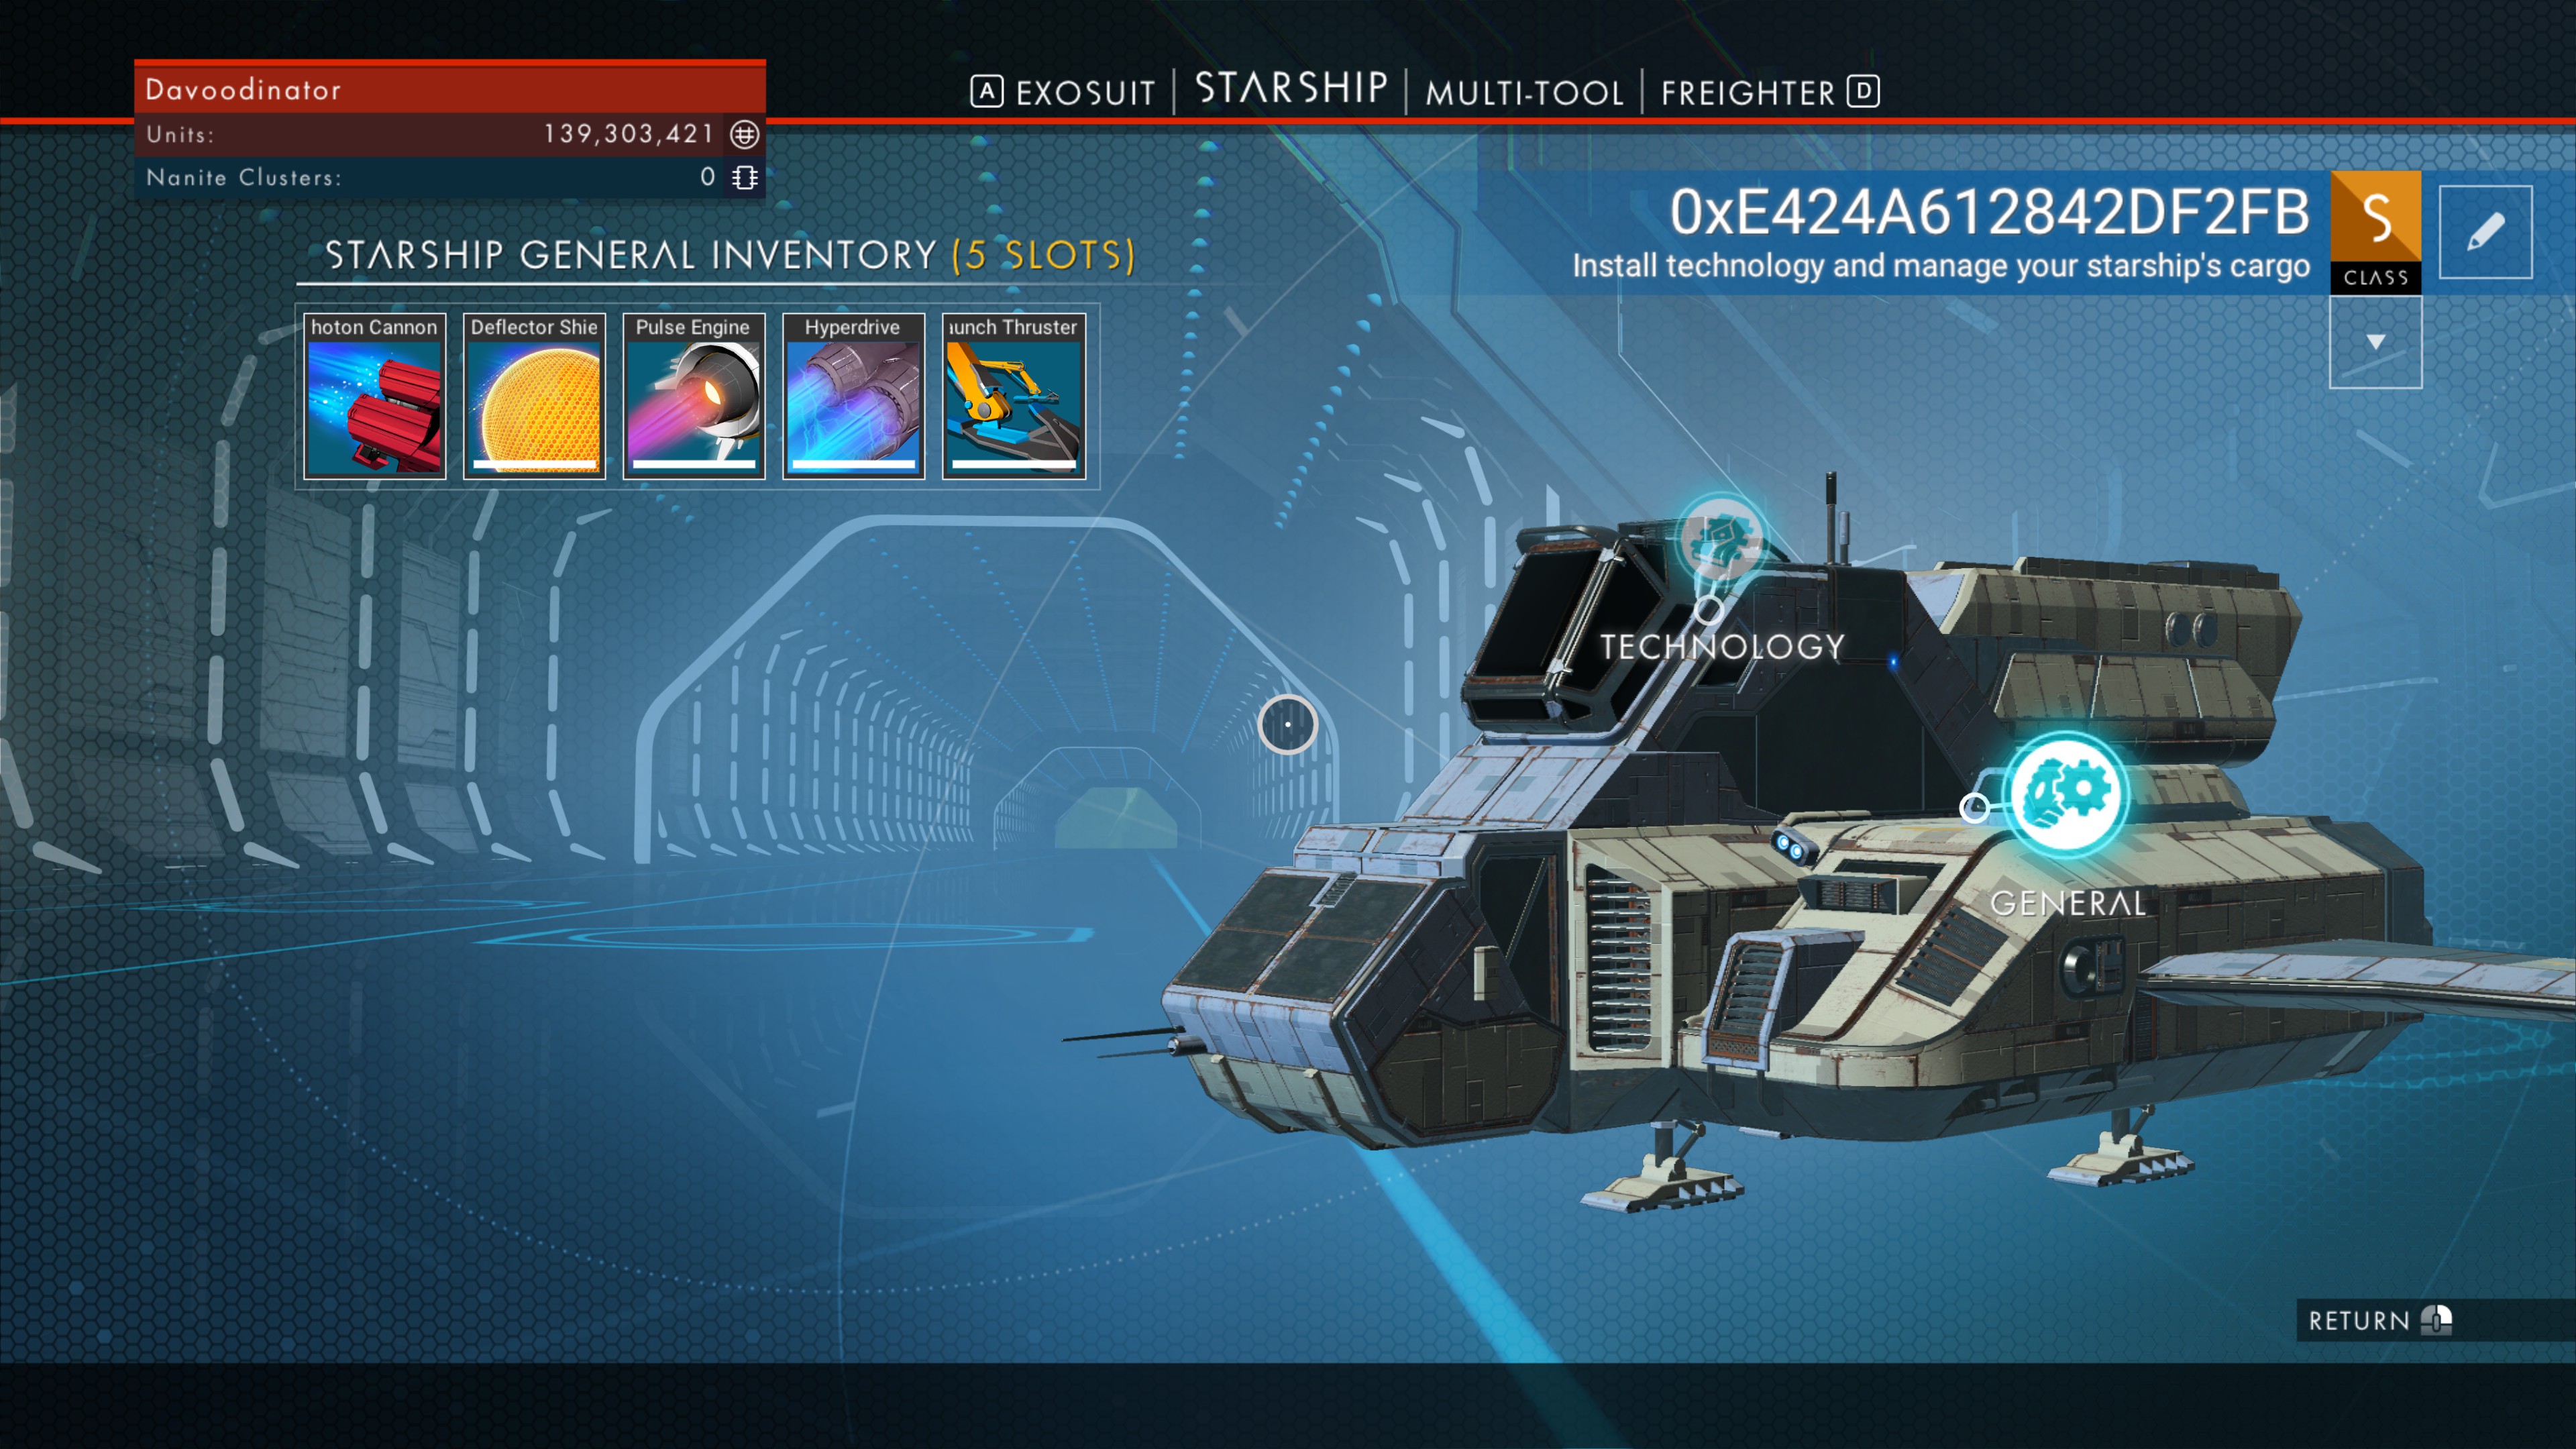 Davoodinator
Units: 139,303,421
Nanite Clusters: 0
A EXOSUIT STARSHIP MULTI-TOOL FREIGHTER D
0xE424A612842DF2FB
Install technology and manage your starship's cargo
S
CLASS
STARSHIP GENERAL INVENTORY (5 SLOTS)
hoton Cannon
Deflector Shie
Pulse Engine
Hyperdrive
aunch Thruster
TECHNOLOGY
GENERAL
RETURN